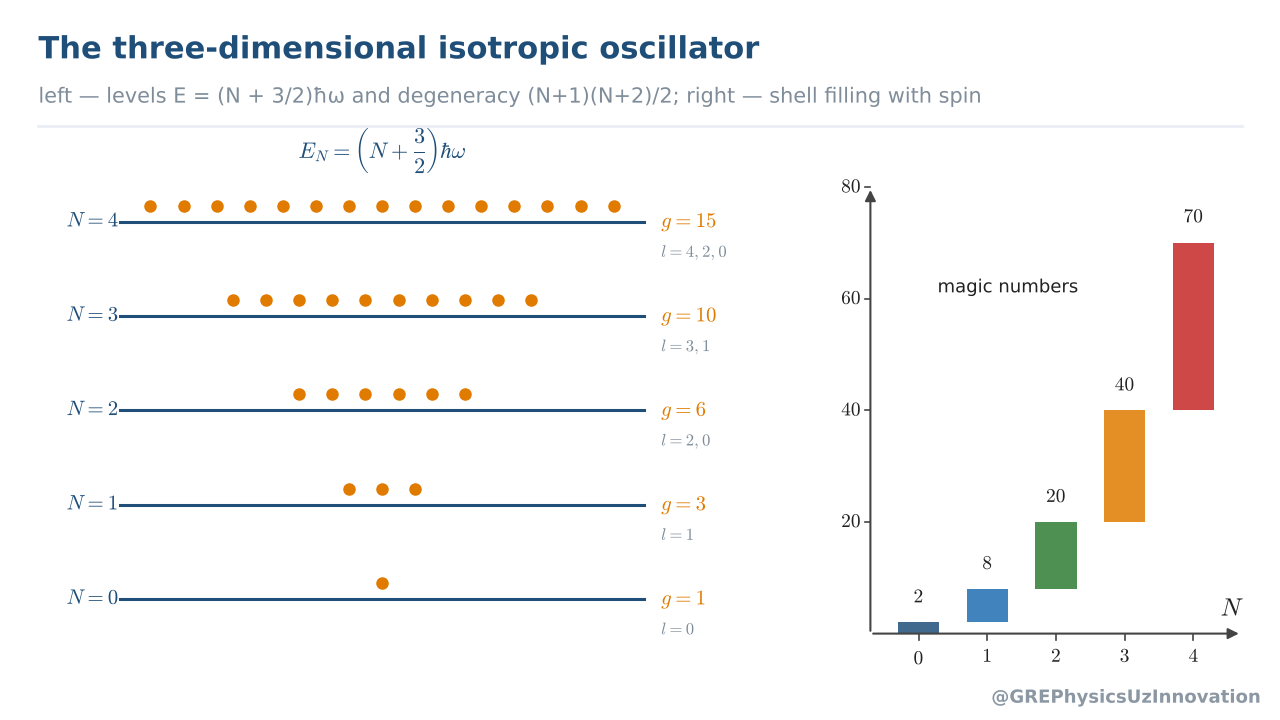 The three-dimensional isotropic oscillator
left — levels E = (N + 3/2)ħω and degeneracy (N+1)(N+2)/2; right — shell filling with spin
E_N = (N + 3/2)ħω
N = 4
g = 15
l = 4, 2, 0
N = 3
g = 10
l = 3, 1
N = 2
g = 6
l = 2, 0
N = 1
g = 3
l = 1
N = 0
g = 1
l = 0
80
60
40
20
magic numbers
2
8
20
40
70
N
0 1 2 3 4
@GREPhysicsUzInnovation